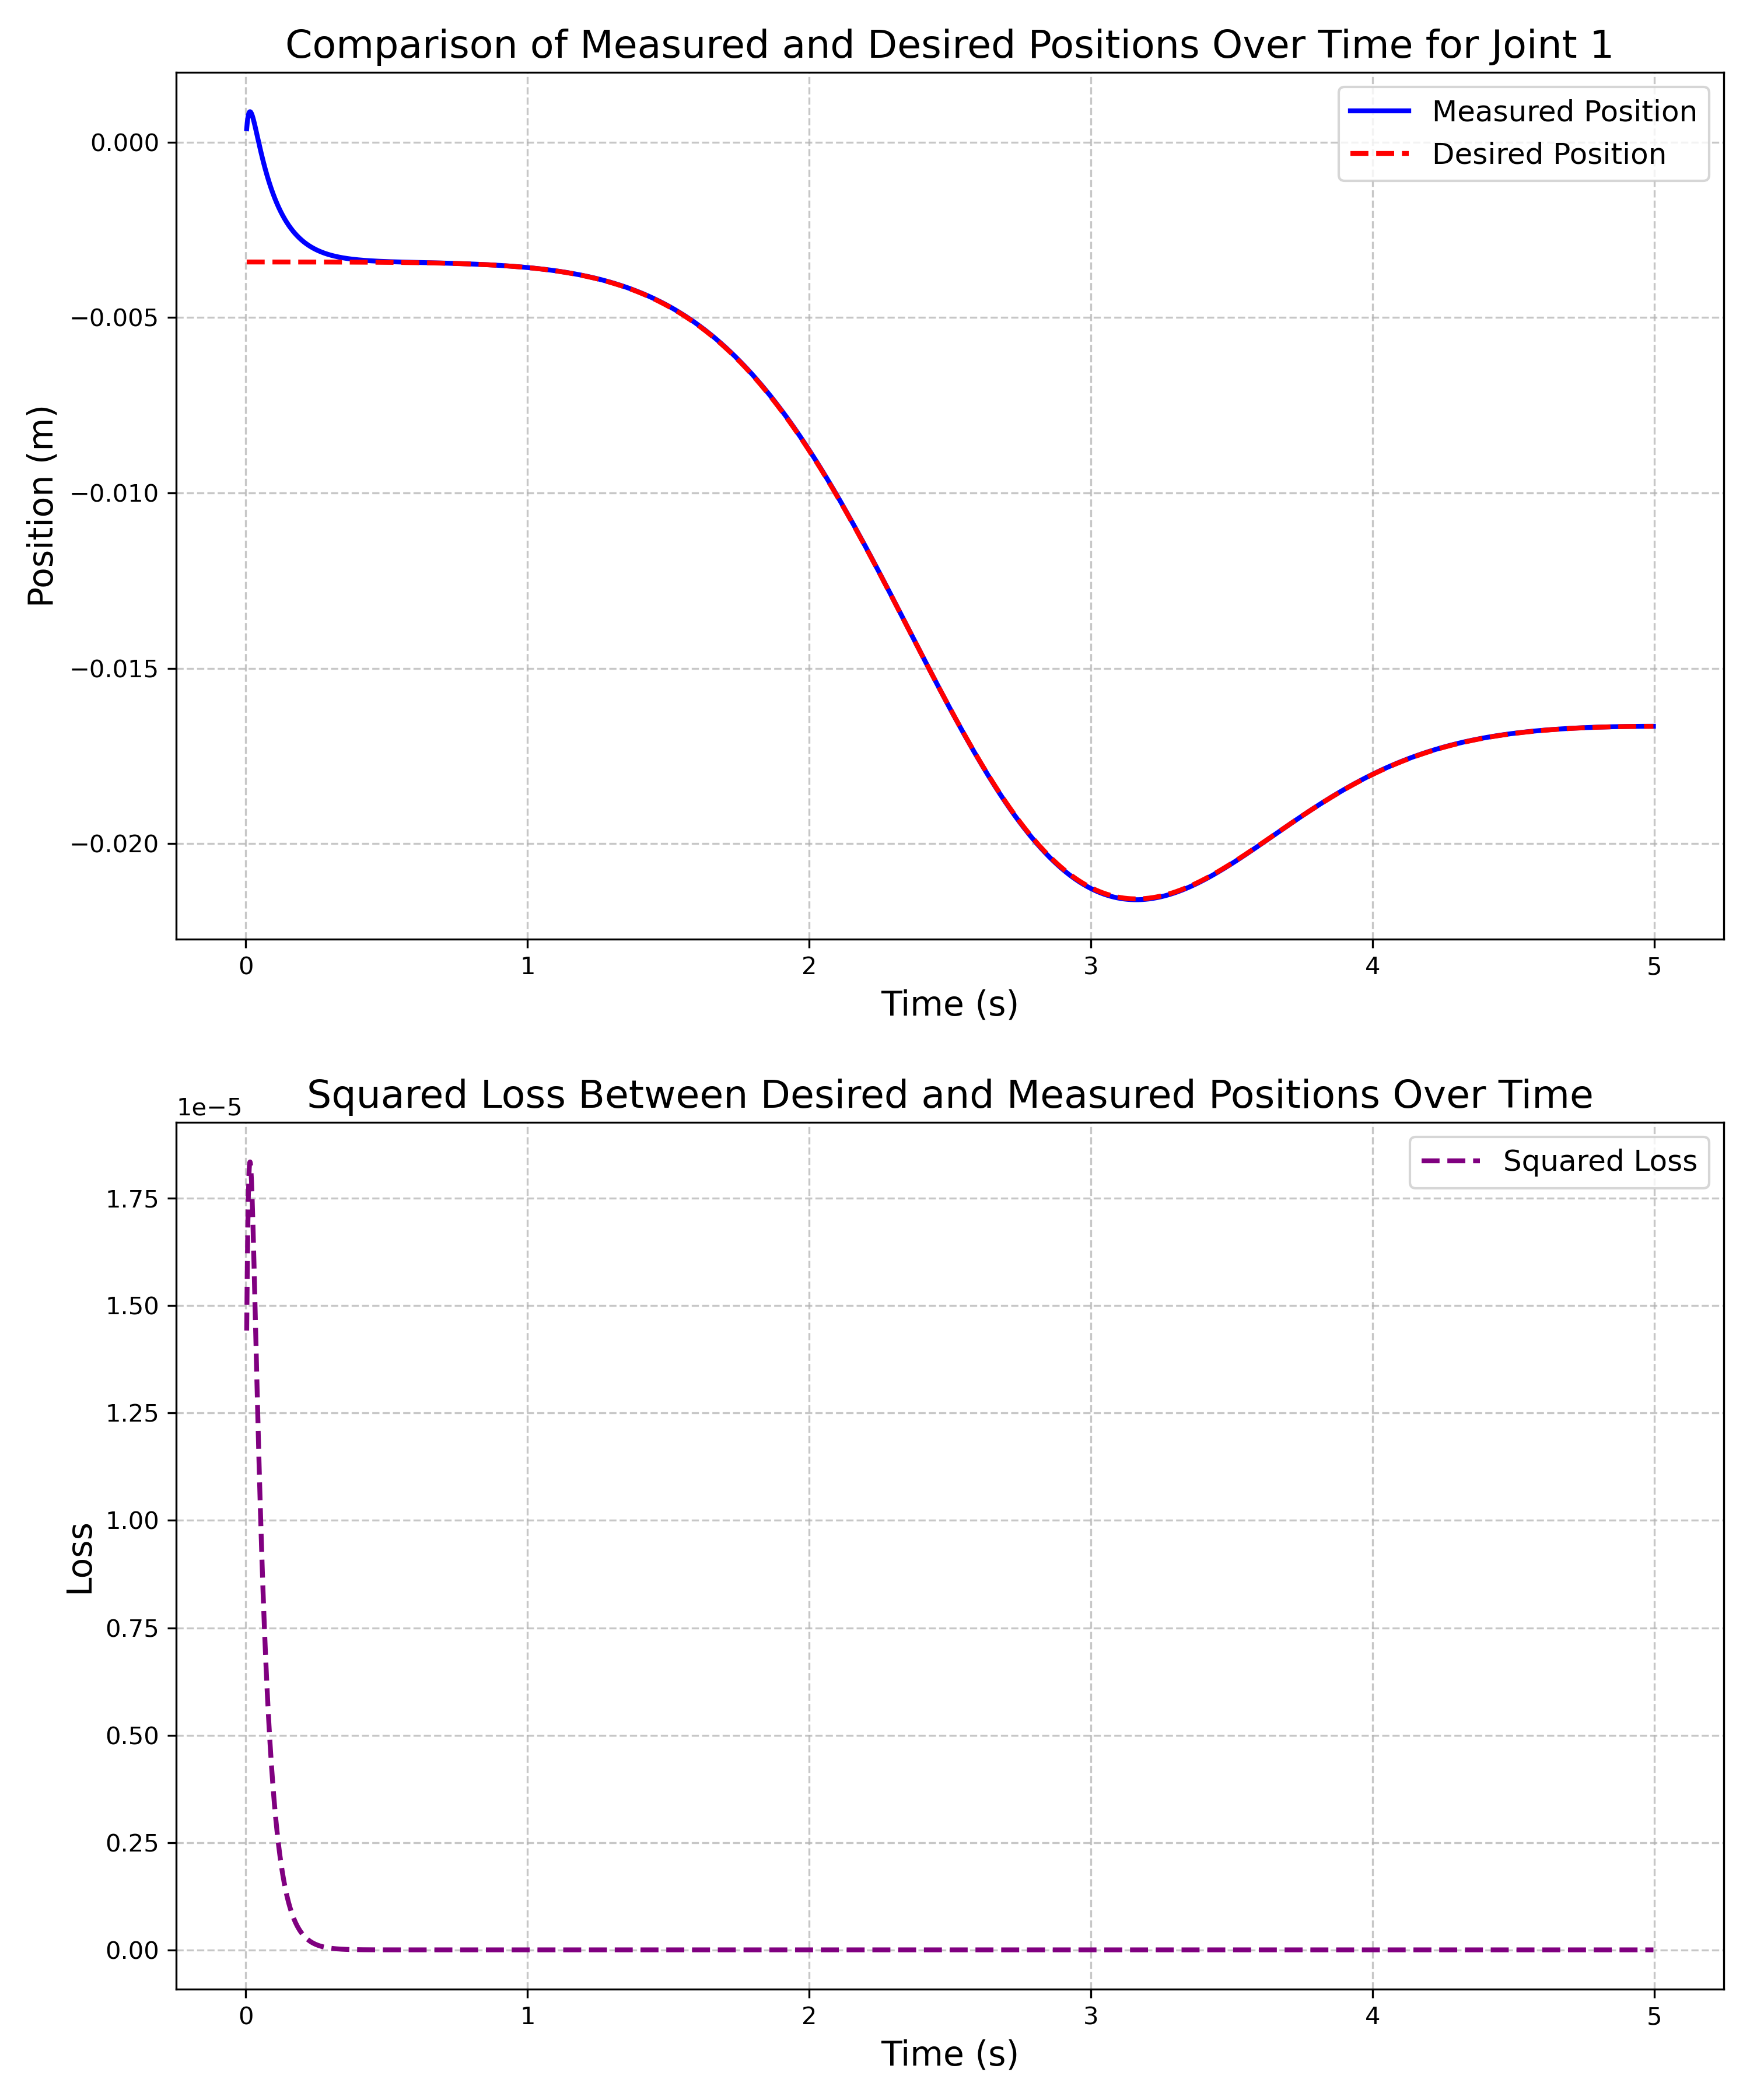 Comparison of Measured and Desired Positions Over Time for Joint 1
Measured Position
Desired Position
0.000
−0.005
−0.010
−0.015
−0.020
Position (m)
0 1 2 3 4 5
Time (s)
Squared Loss Between Desired and Measured Positions Over Time
1e−5
Squared Loss
1.75
1.50
1.25
1.00
0.75
0.50
0.25
0.00
Loss
0 1 2 3 4 5
Time (s)